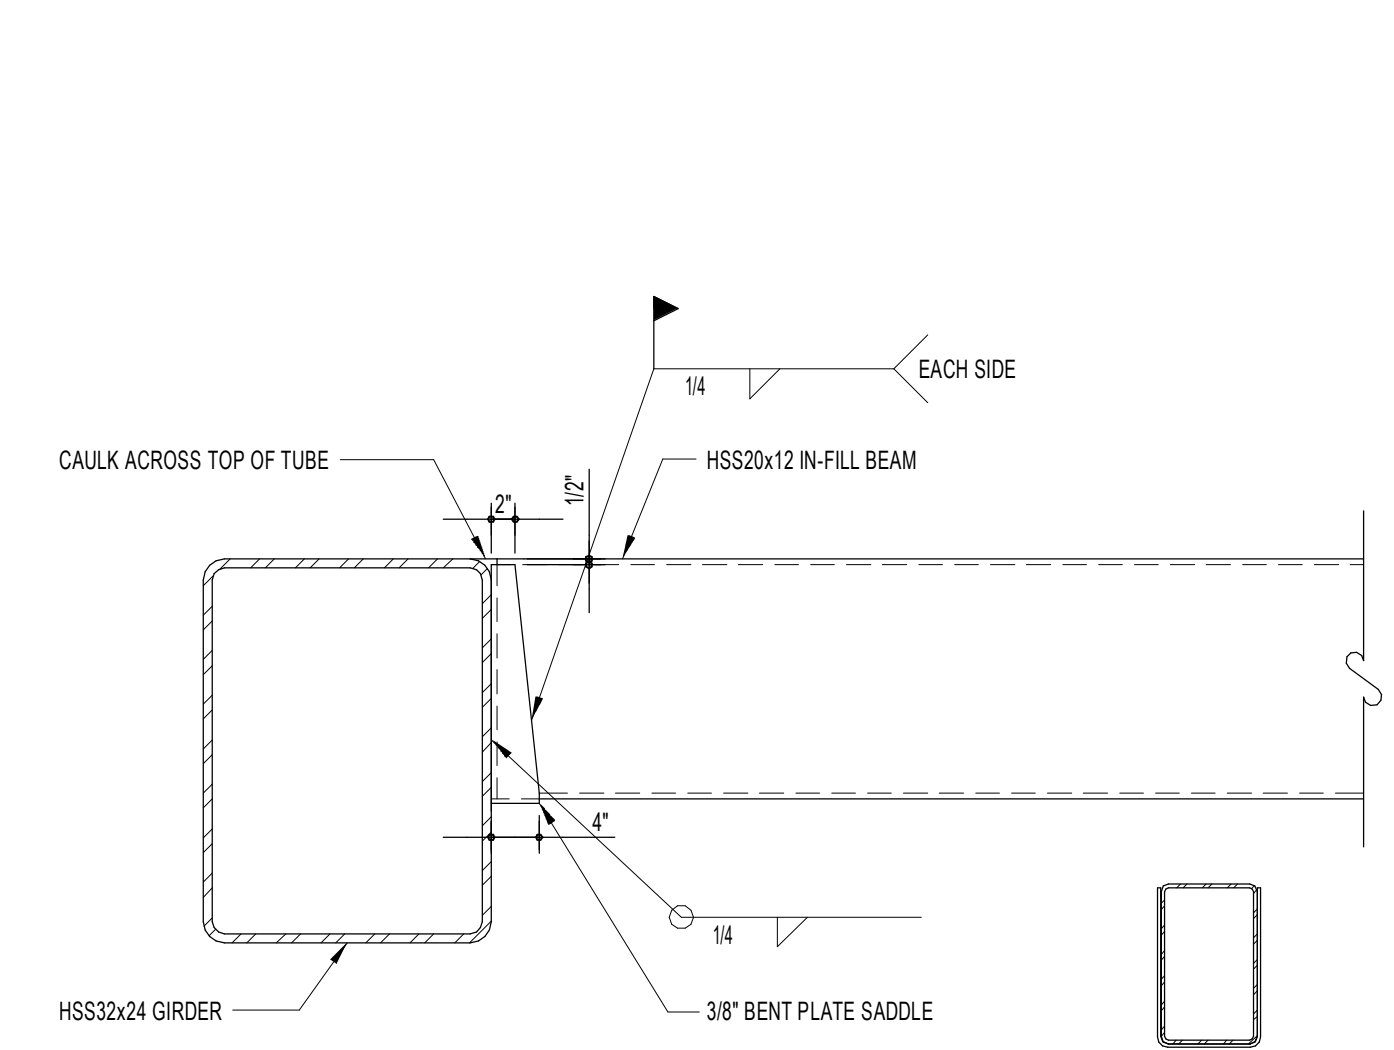 1/4
EACH SIDE
CAULK ACROSS TOP OF TUBE
HSS20x12 IN-FILL BEAM
2"
1/2"
4"
1/4
HSS32x24 GIRDER
3/8" BENT PLATE SADDLE